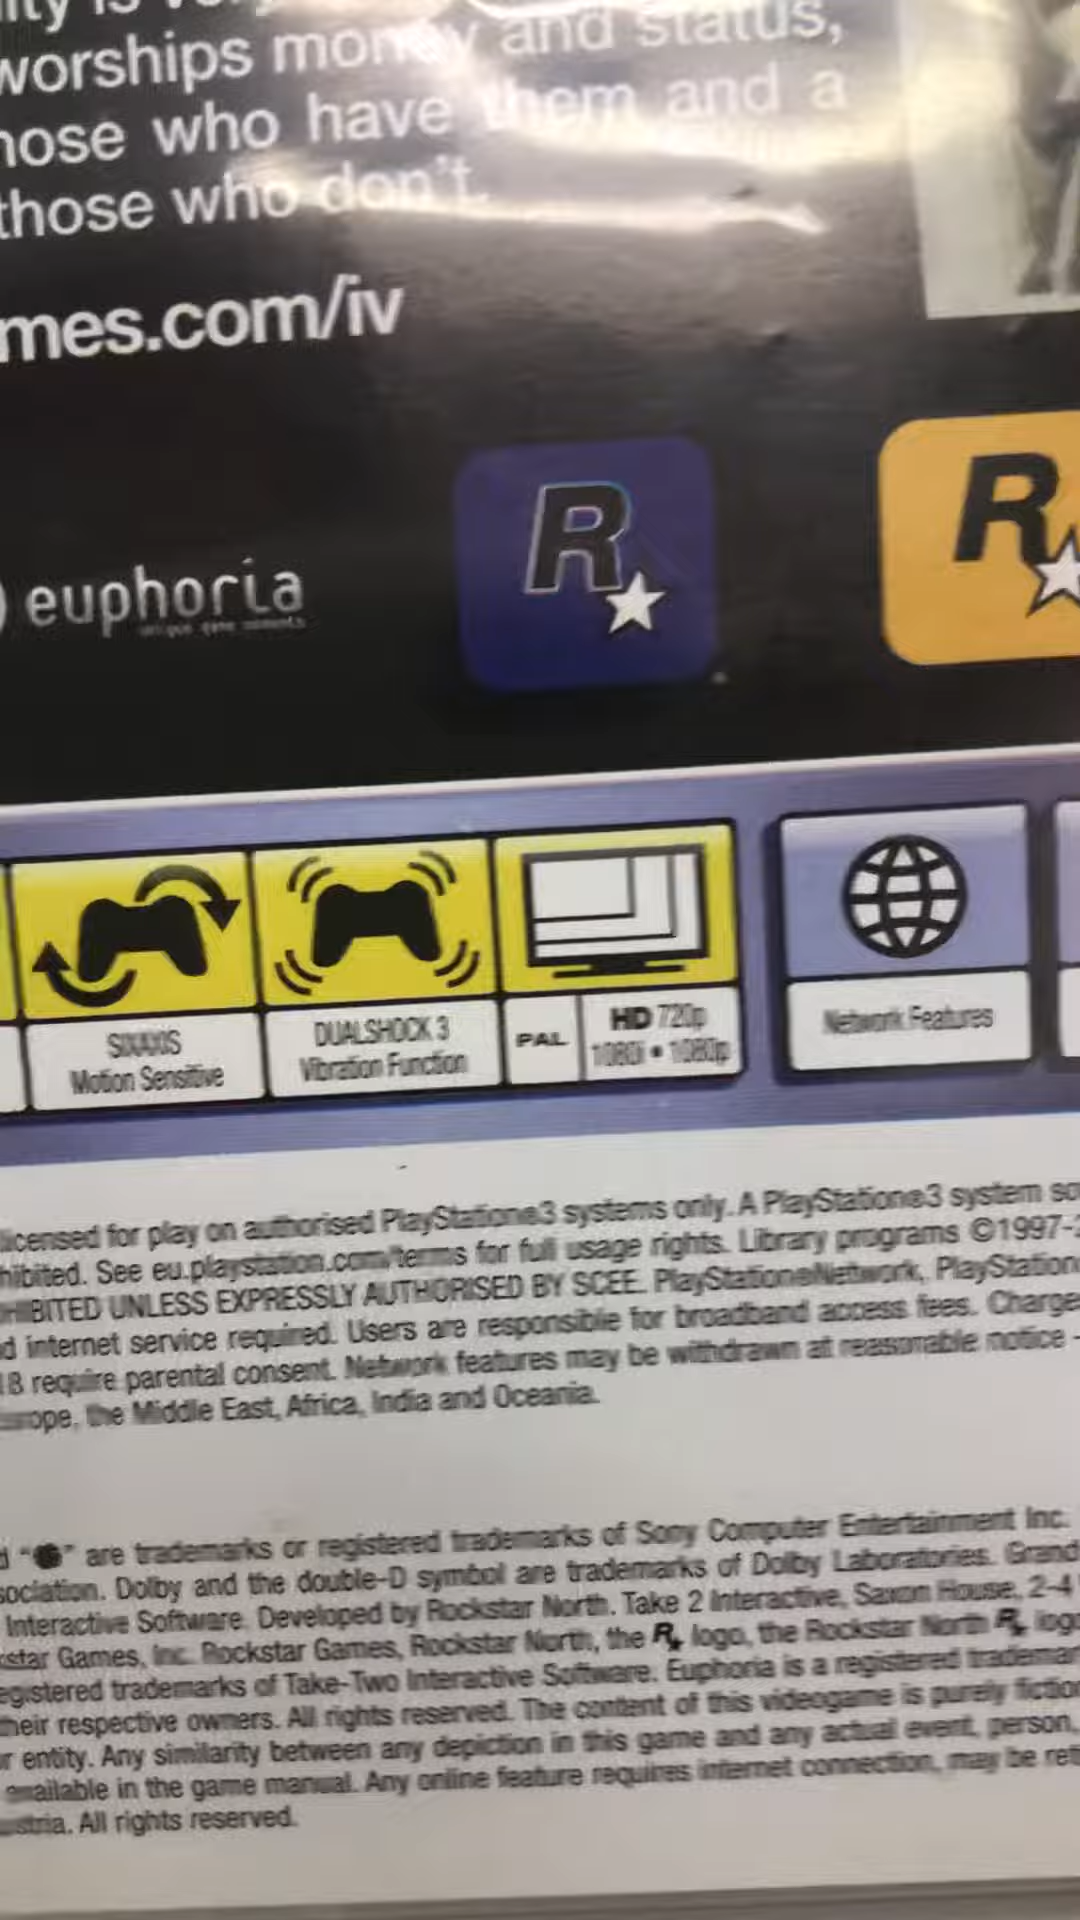 worships money and status,
hose who have them and a
those who don't.
mes.com/iv
euphoria
R
R
SIXAXIS
Motion Sensitive
DUALSHOCK 3
Vibration Function
PAL
HD 720p
1080i • 1080p
Network Features
licensed for play on authorised PlayStation®3 systems only. A PlayStation®3 system so
hibited. See eu.playstation.com/terms for full usage rights. Library programs ©1997-
OHIBITED UNLESS EXPRESSLY AUTHORISED BY SCEE. PlayStation®Network, PlayStation
d internet service required. Users are responsible for broadband access fees. Charge
18 require parental consent. Network features may be withdrawn at reasonable notice -
Europe, the Middle East, Africa, India and Oceania.
d " " are trademarks or registered trademarks of Sony Computer Entertainment Inc.
sociation. Dolby and the double-D symbol are trademarks of Dolby Laboratories. Grand
Interactive Software. Developed by Rockstar North. Take 2 Interactive, Saxon House, 2-4
kstar Games, Inc. Rockstar Games, Rockstar North, the R logo, the Rockstar North R logo
egistered trademarks of Take-Two Interactive Software. Euphoria is a registered trademar
their respective owners. All rights reserved. The content of this videogame is purely fiction
or entity. Any similarity between any depiction in this game and any actual event, person,
available in the game manual. Any online feature requires internet connection, may be reti
ustria. All rights reserved.